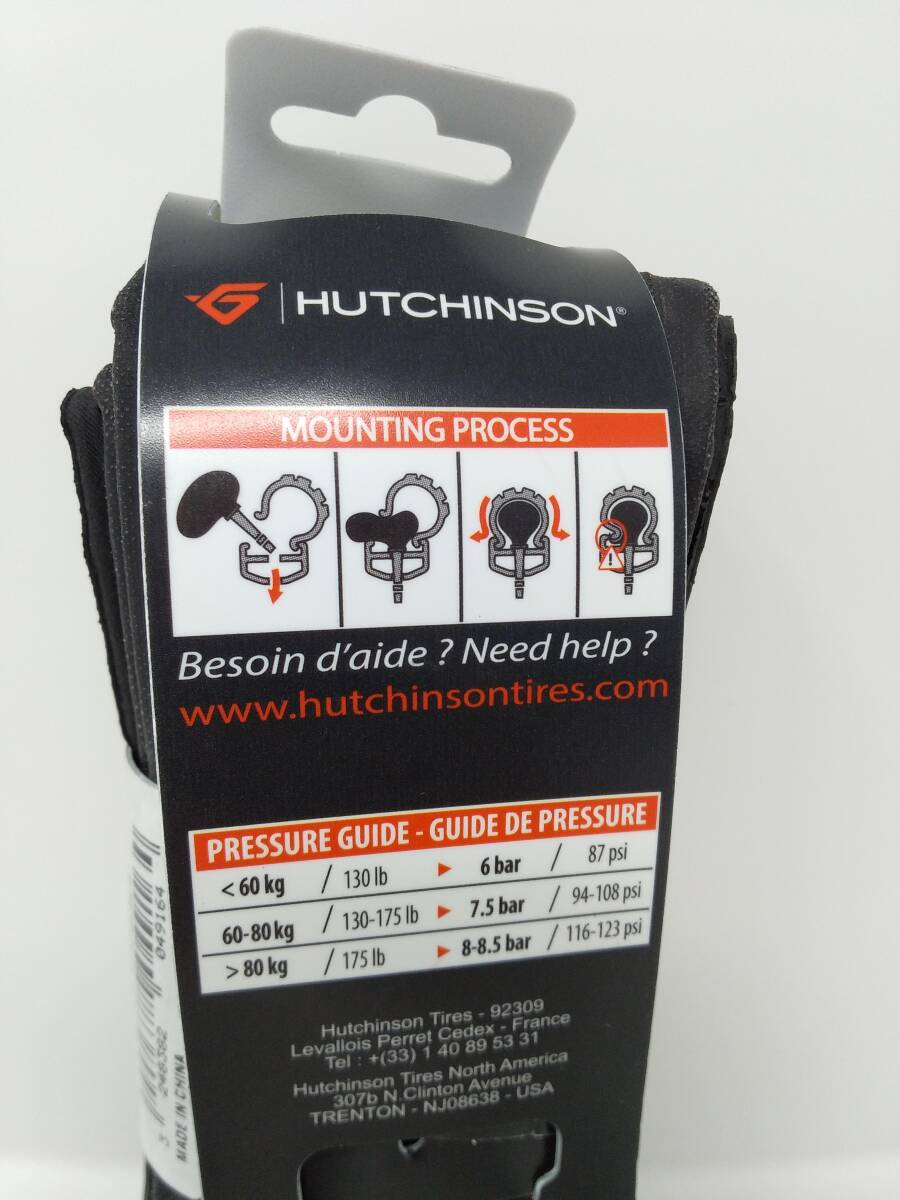 HUTCHINSON®
MOUNTING PROCESS
!
Besoin d'aide ? Need help ?
www.hutchinsontires.com
PRESSURE GUIDE - GUIDE DE PRESSURE
< 60 kg / 130 lb ► 6 bar / 87 psi
60-80 kg / 130-175 lb ► 7.5 bar / 94-108 psi
> 80 kg / 175 lb ► 8-8.5 bar / 116-123 psi
Hutchinson Tires - 92309
Levallois Perret Cedex - France
Tel : +(33) 1 40 89 53 31
Hutchinson Tires North America
307b N.Clinton Avenue
TRENTON - NJ08638 - USA
3 248382 049164
MADE IN CHINA